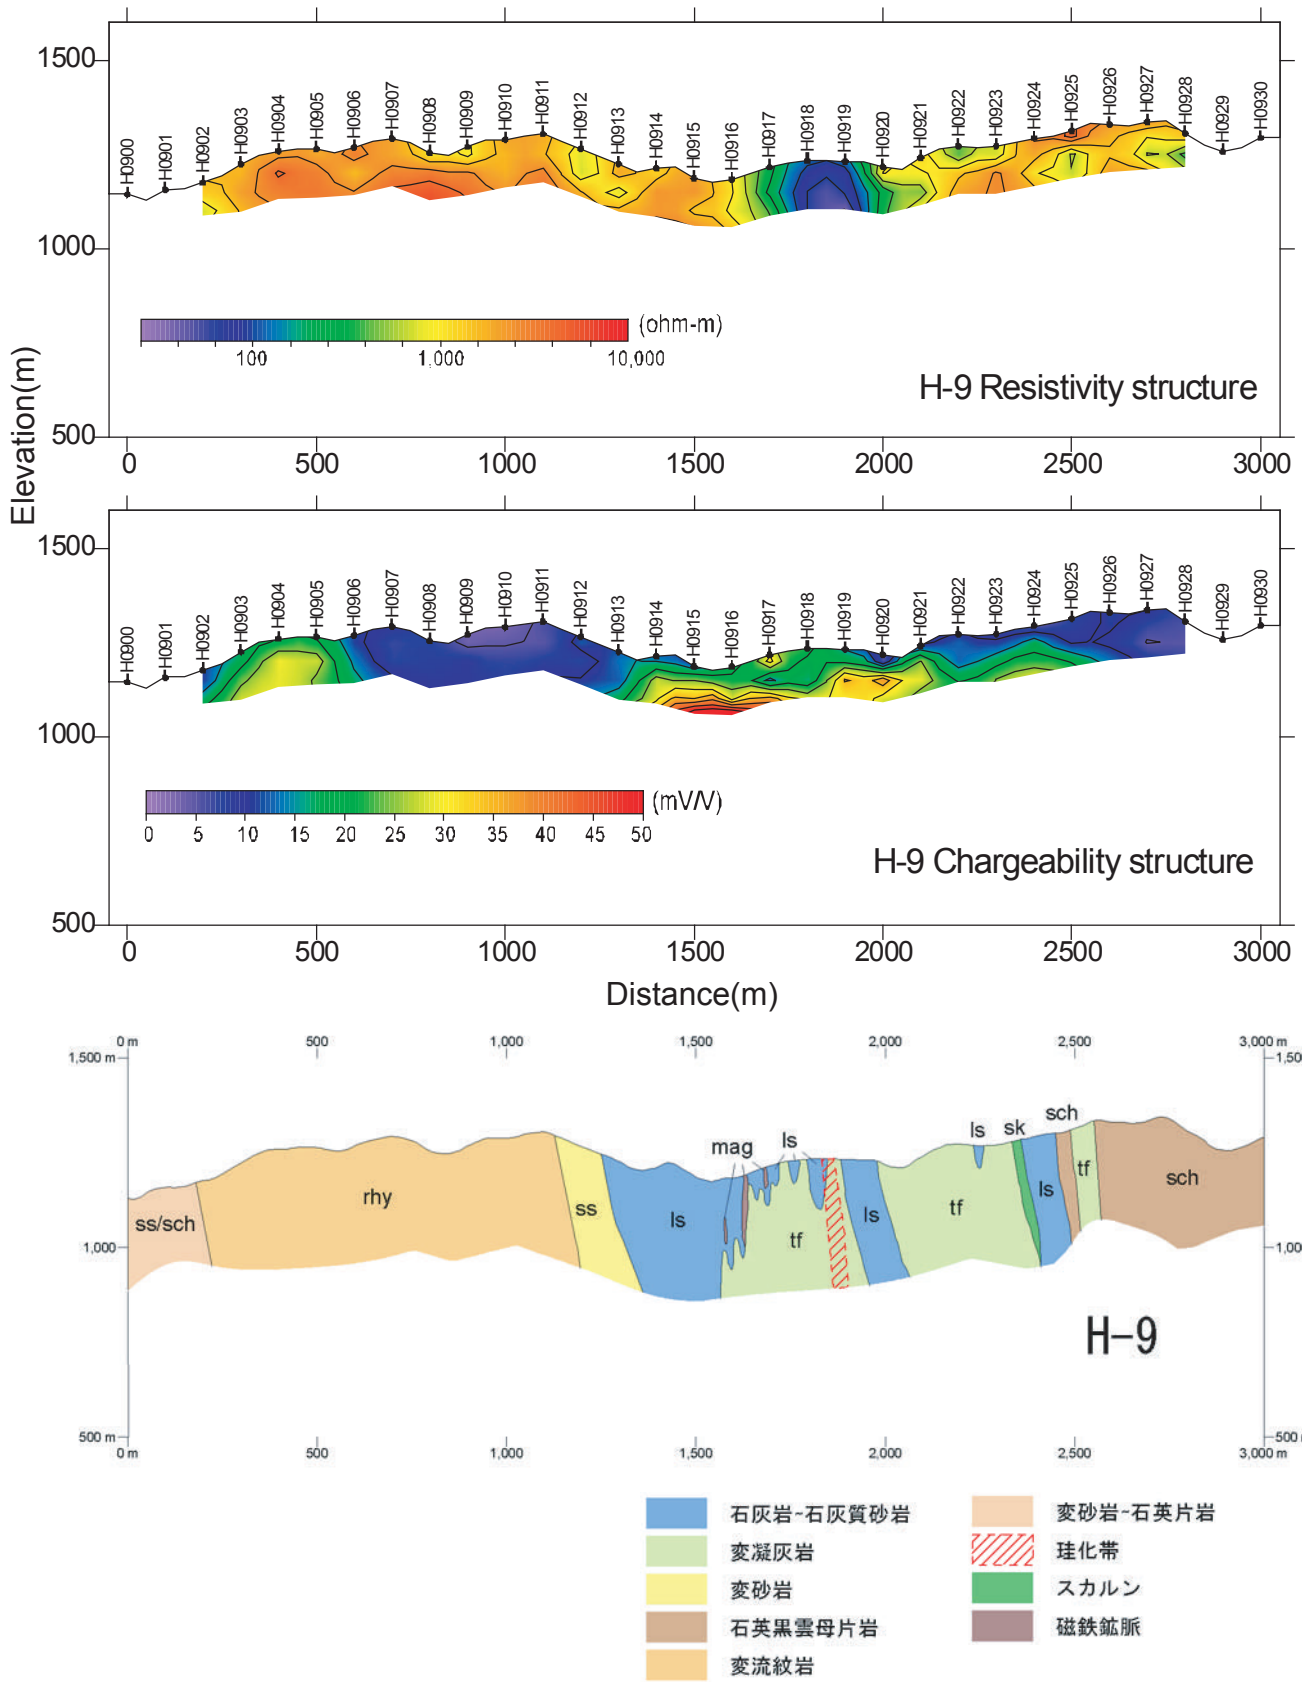 1500
H0900
H0901
H0902
H0903
H0904
H0905
H0906
H0907
H0908
H0909
H0910
H0911
H0912
H0913
H0914
H0915
H0916
H0917
H0918
H0919
H0920
H0921
H0922
H0923
H0924
H0925
H0926
H0927
H0928
H0929
H0930
1000
(ohm-m)
100 1,000 10,000
H-9 Resistivity structure
500
0 500 1000 1500 2000 2500 3000
Elevation(m)
1500
H0900
H0901
H0902
H0903
H0904
H0905
H0906
H0907
H0908
H0909
H0910
H0911
H0912
H0913
H0914
H0915
H0916
H0917
H0918
H0919
H0920
H0921
H0922
H0923
H0924
H0925
H0926
H0927
H0928
H0929
H0930
1000
(mV/V)
0 5 10 15 20 25 30 35 40 45 50
H-9 Chargeability structure
500
0 500 1000 1500 2000 2500 3000
Distance(m)
0 m 500 1,000 1,500 2,000 2,500 3,000 m
1,500 m 1,50
sch
ls sk
mag ls
rhy
ss/sch ss ls tf ls tf ls tf sch
1,000 1,00
H-9
500 m 500
0 m 500 1,000 1,500 2,000 2,500 3,000 m
石灰岩~石灰質砂岩 変砂岩~石英片岩
変凝灰岩 珪化帯
変砂岩 スカルン
石英黒雲母片岩 磁鉄鉱脈
変流紋岩